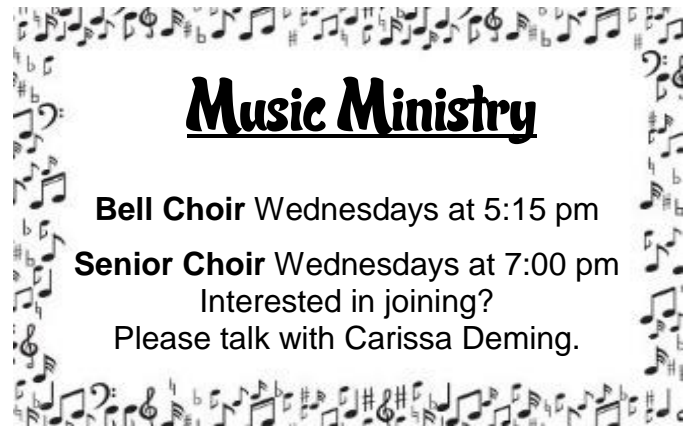 Music Ministry
Bell Choir Wednesdays at 5:15 pm
Senior Choir Wednesdays at 7:00 pm
Interested in joining?
Please talk with Carissa Deming.